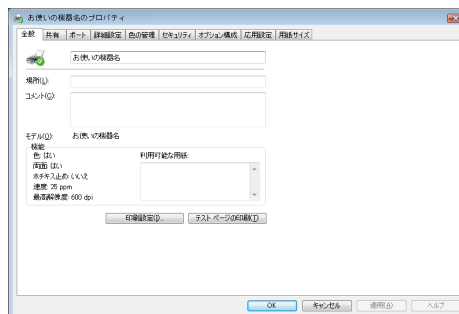 お使いの機器名のプロパティ
全般 共有 ポート 詳細設定 色の管理 セキュリティ オプション構成 応用設定 用紙サイズ
お使いの機器名
場所(L):
コメント(C):
モデル(O): お使いの機器名
機能
色: はい 利用可能な用紙:
両面: はい
ホチキス止め: いいえ
速度: 25 ppm
最高解像度: 600 dpi
印刷設定(I)... テスト ページの印刷(T)
OK キャンセル 適用(A) ヘルプ